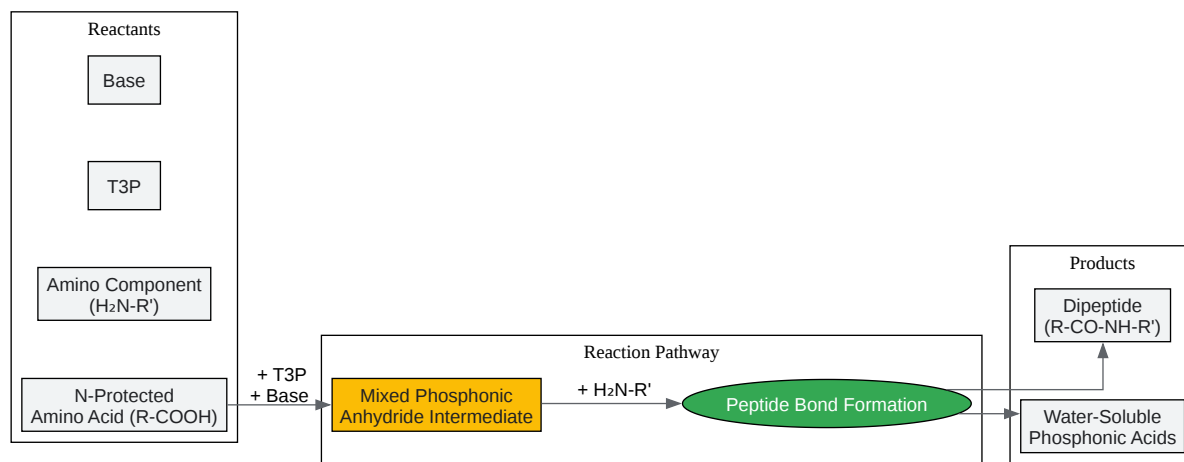 Reactants
Base
T3P
Amino Component
(H₂N-R')
N-Protected
Amino Acid (R-COOH)
+ T3P
+ Base
Reaction Pathway
Mixed Phosphonic
Anhydride Intermediate
+ H₂N-R'
Peptide Bond Formation
Products
Dipeptide
(R-CO-NH-R')
Water-Soluble
Phosphonic Acids